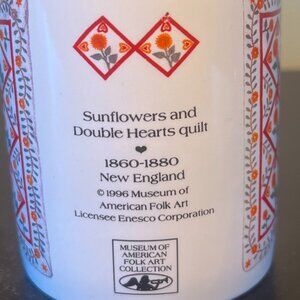 Sunflowers and
Double Hearts quilt
1860-1880
New England
© 1996 Museum of
American Folk Art
Licensee Enesco Corporation
MUSEUM OF
AMERICAN
FOLK ART
COLLECTION